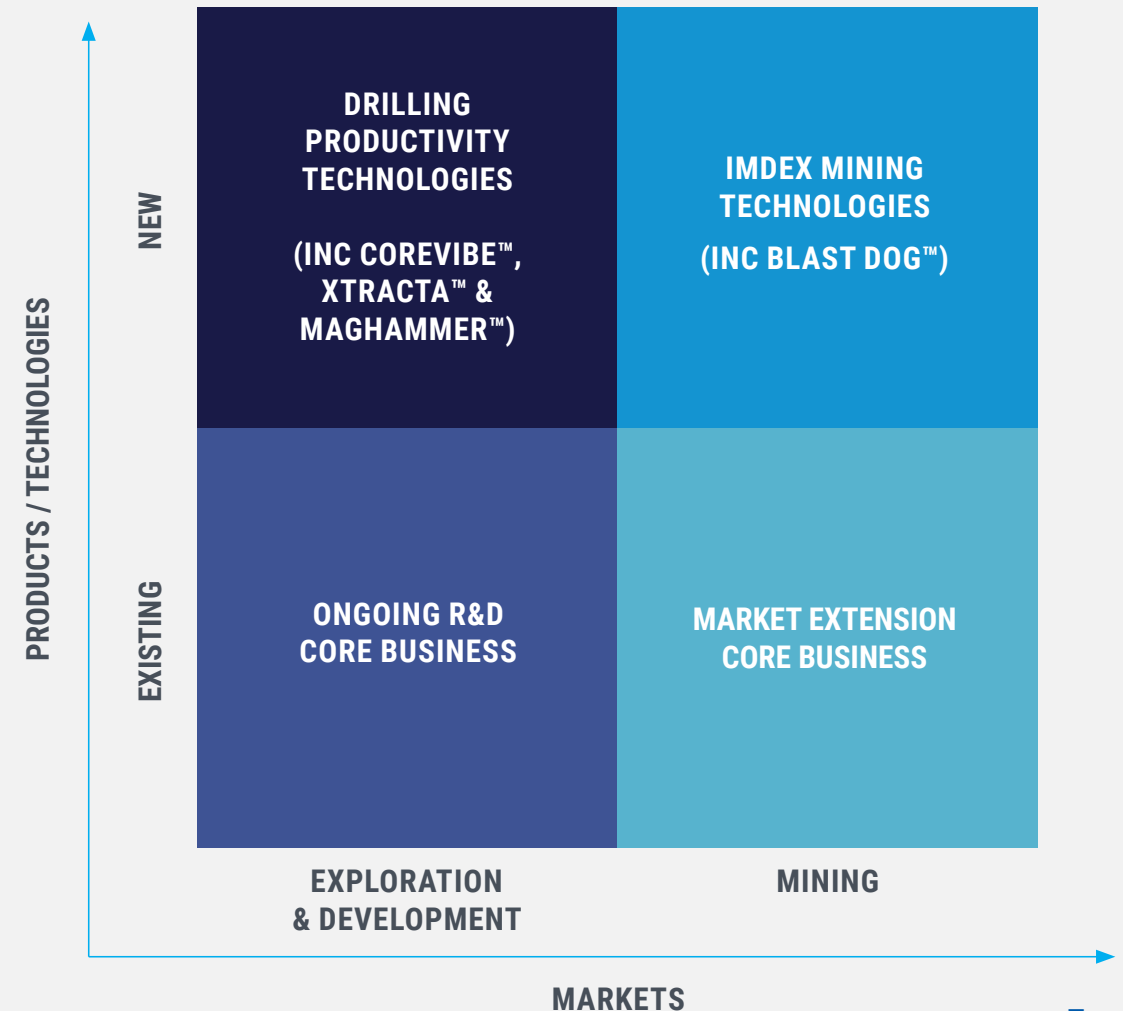 PRODUCTS / TECHNOLOGIES
NEW
DRILLING
PRODUCTIVITY
TECHNOLOGIES
(INC COREVIBE™,
XTRACTA™ &
MAGHAMMER™)
IMDEX MINING
TECHNOLOGIES
(INC BLAST DOG™)
EXISTING
ONGOING R&D
CORE BUSINESS
MARKET EXTENSION
CORE BUSINESS
EXPLORATION
& DEVELOPMENT
MINING
MARKETS